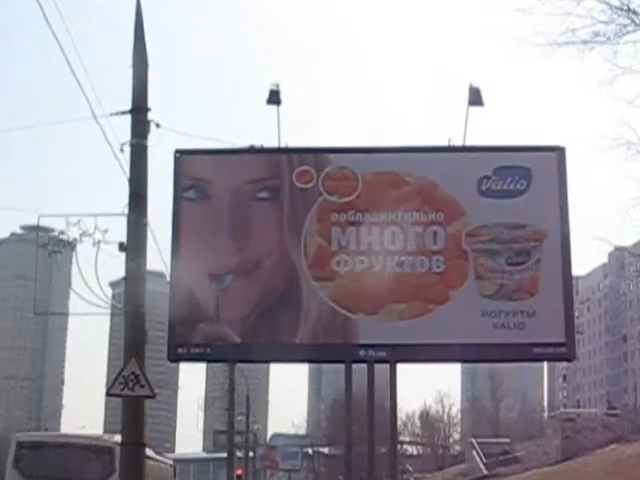 Valio
соблазнительно
МНОГО
ФРУКТОВ
ЙОГУРТЫ
VALIO